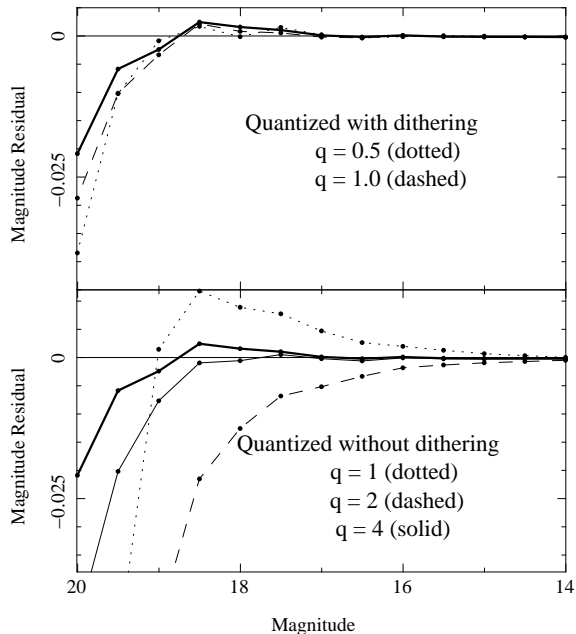 0
−0.025
Magnitude Residual
Quantized with dithering
q = 0.5 (dotted)
q = 1.0 (dashed)
0
−0.025
Magnitude Residual
Quantized without dithering
q = 1 (dotted)
q = 2 (dashed)
q = 4 (solid)
20 18 16 14
Magnitude